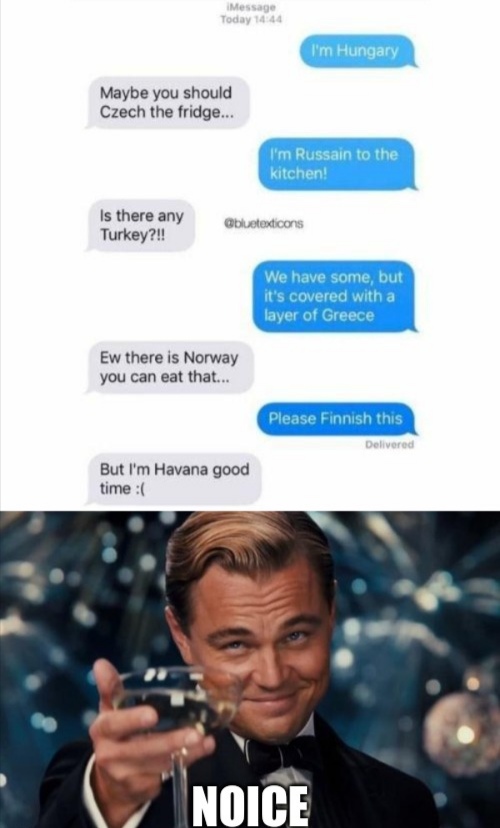 iMessage
Today 14:44
I'm Hungary
Maybe you should
Czech the fridge...
I'm Russain to the
kitchen!
Is there any
Turkey?!!
@bluetexticons
We have some, but
it's covered with a
layer of Greece
Ew there is Norway
you can eat that...
Please Finnish this
Delivered
But I'm Havana good
time :(
NOICE